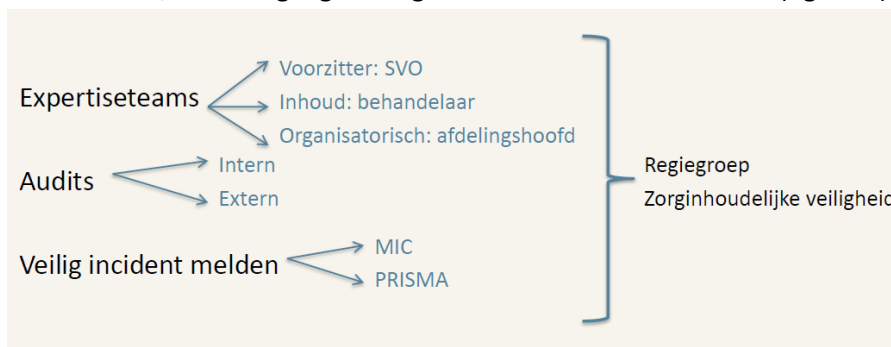 Expertiseteams
Voorzitter: SVO
Inhoud: behandelaar
Organisatorisch: afdelingshoofd
Audits
Intern
Extern
Veilig incident melden
MIC
PRISMA
Regiegroep
Zorginhoudelijke veiligheid